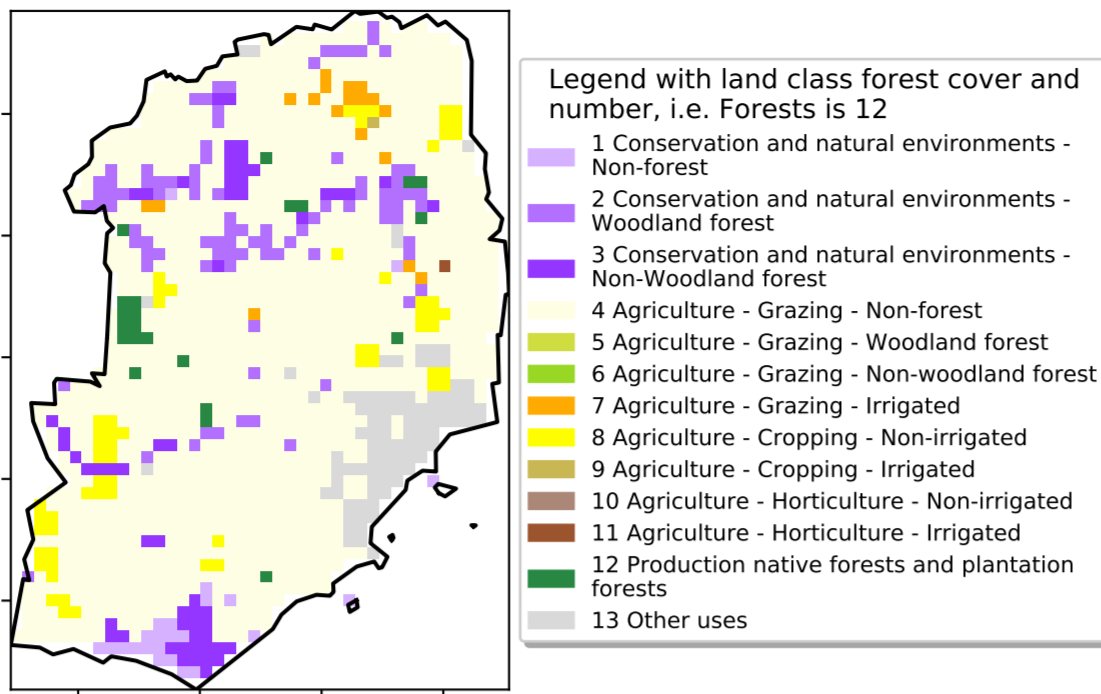 Legend with land class forest cover and
number, i.e. Forests is 12
1 Conservation and natural environments -
Non-forest
2 Conservation and natural environments -
Woodland forest
3 Conservation and natural environments -
Non-Woodland forest
4 Agriculture - Grazing - Non-forest
5 Agriculture - Grazing - Woodland forest
6 Agriculture - Grazing - Non-woodland forest
7 Agriculture - Grazing - Irrigated
8 Agriculture - Cropping - Non-irrigated
9 Agriculture - Cropping - Irrigated
10 Agriculture - Horticulture - Non-irrigated
11 Agriculture - Horticulture - Irrigated
12 Production native forests and plantation
forests
13 Other uses